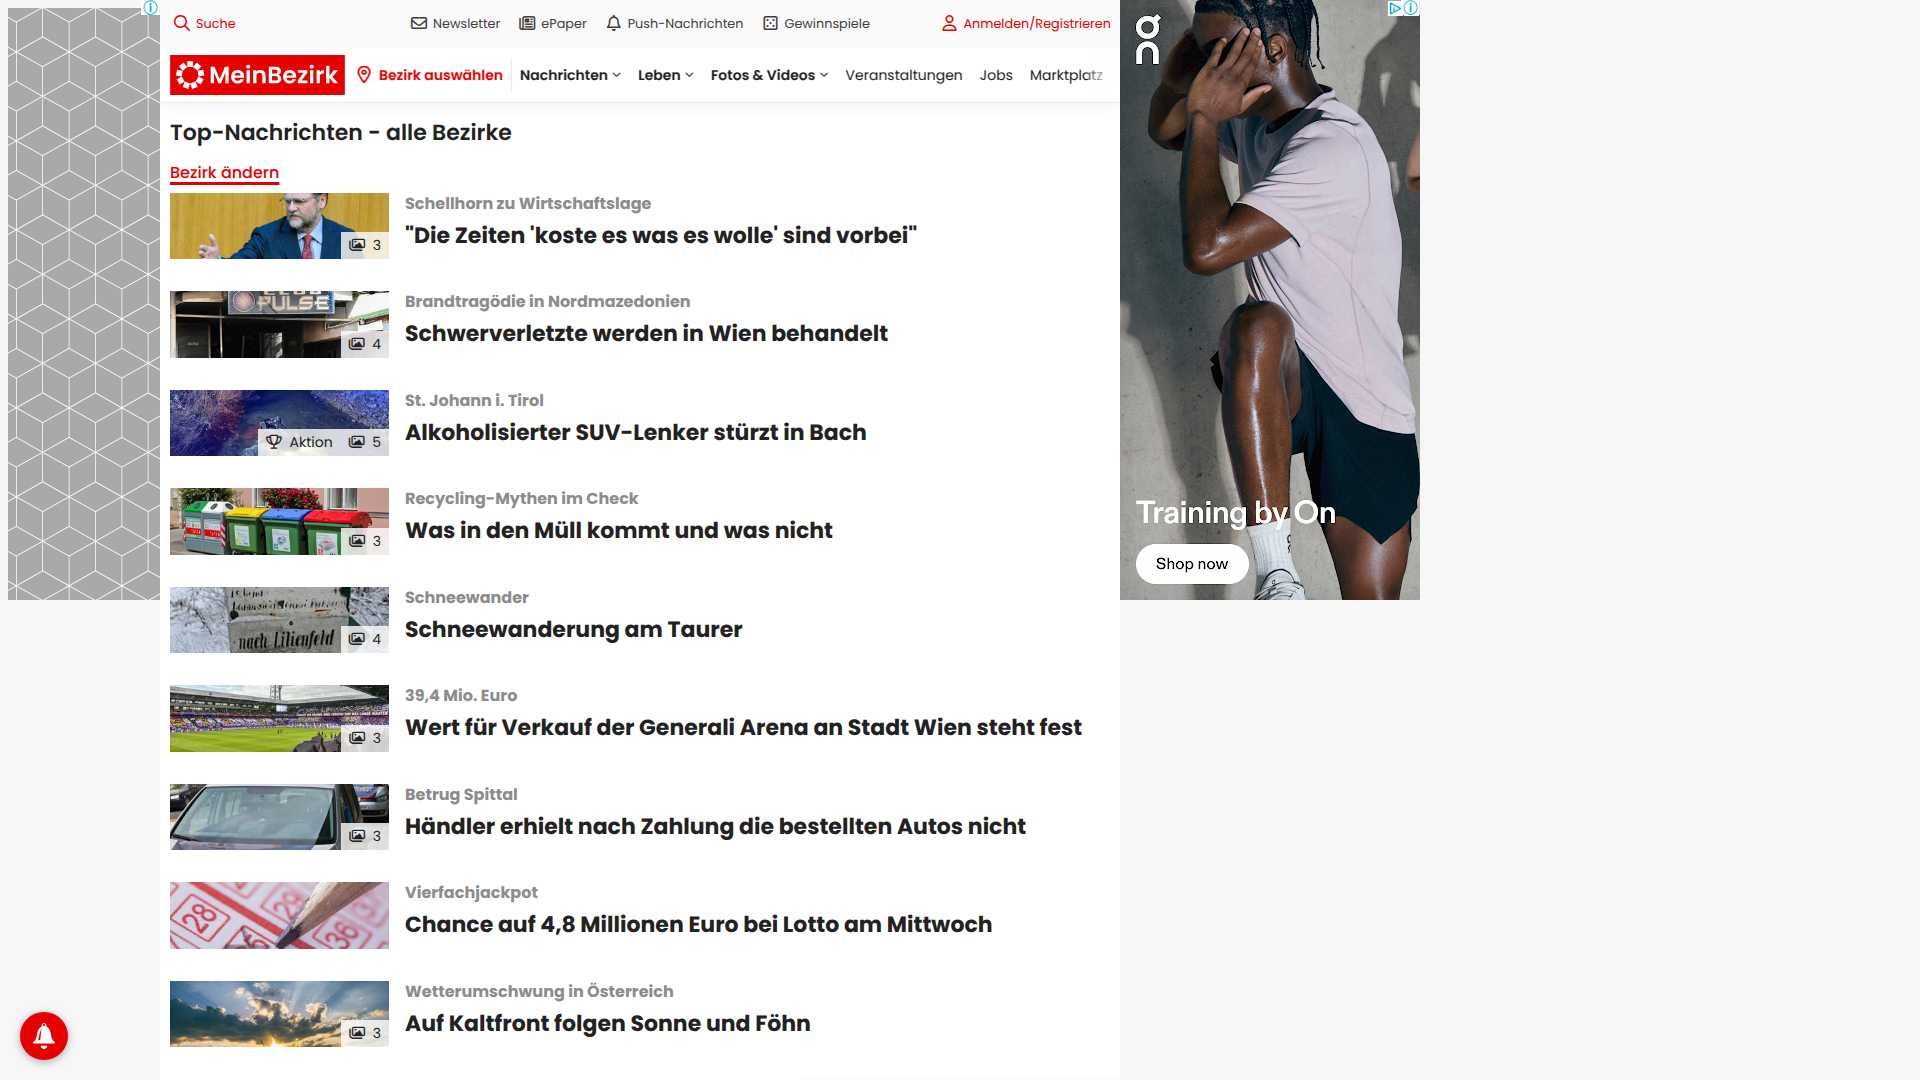 Suche
Newsletter
ePaper
Push-Nachrichten
Gewinnspiele
Anmelden/Registrieren
MeinBezirk
Bezirk auswählen
Nachrichten
Leben
Fotos & Videos
Veranstaltungen
Jobs
Marktplatz
Top-Nachrichten - alle Bezirke
Bezirk ändern
3
Schellhorn zu Wirtschaftslage
"Die Zeiten 'koste es was es wolle' sind vorbei"
PULSE
4
Brandtragödie in Nordmazedonien
Schwerverletzte werden in Wien behandelt
Aktion
5
St. Johann i. Tirol
Alkoholisierter SUV-Lenker stürzt in Bach
3
Recycling-Mythen im Check
Was in den Müll kommt und was nicht
nach Lilienfeld
4
Schneewander
Schneewanderung am Taurer
3
39,4 Mio. Euro
Wert für Verkauf der Generali Arena an Stadt Wien steht fest
3
Betrug Spittal
Händler erhielt nach Zahlung die bestellten Autos nicht
28
29
36
Vierfachjackpot
Chance auf 4,8 Millionen Euro bei Lotto am Mittwoch
3
Wetterumschwung in Österreich
Auf Kaltfront folgen Sonne und Föhn
On
Training by On
Shop now